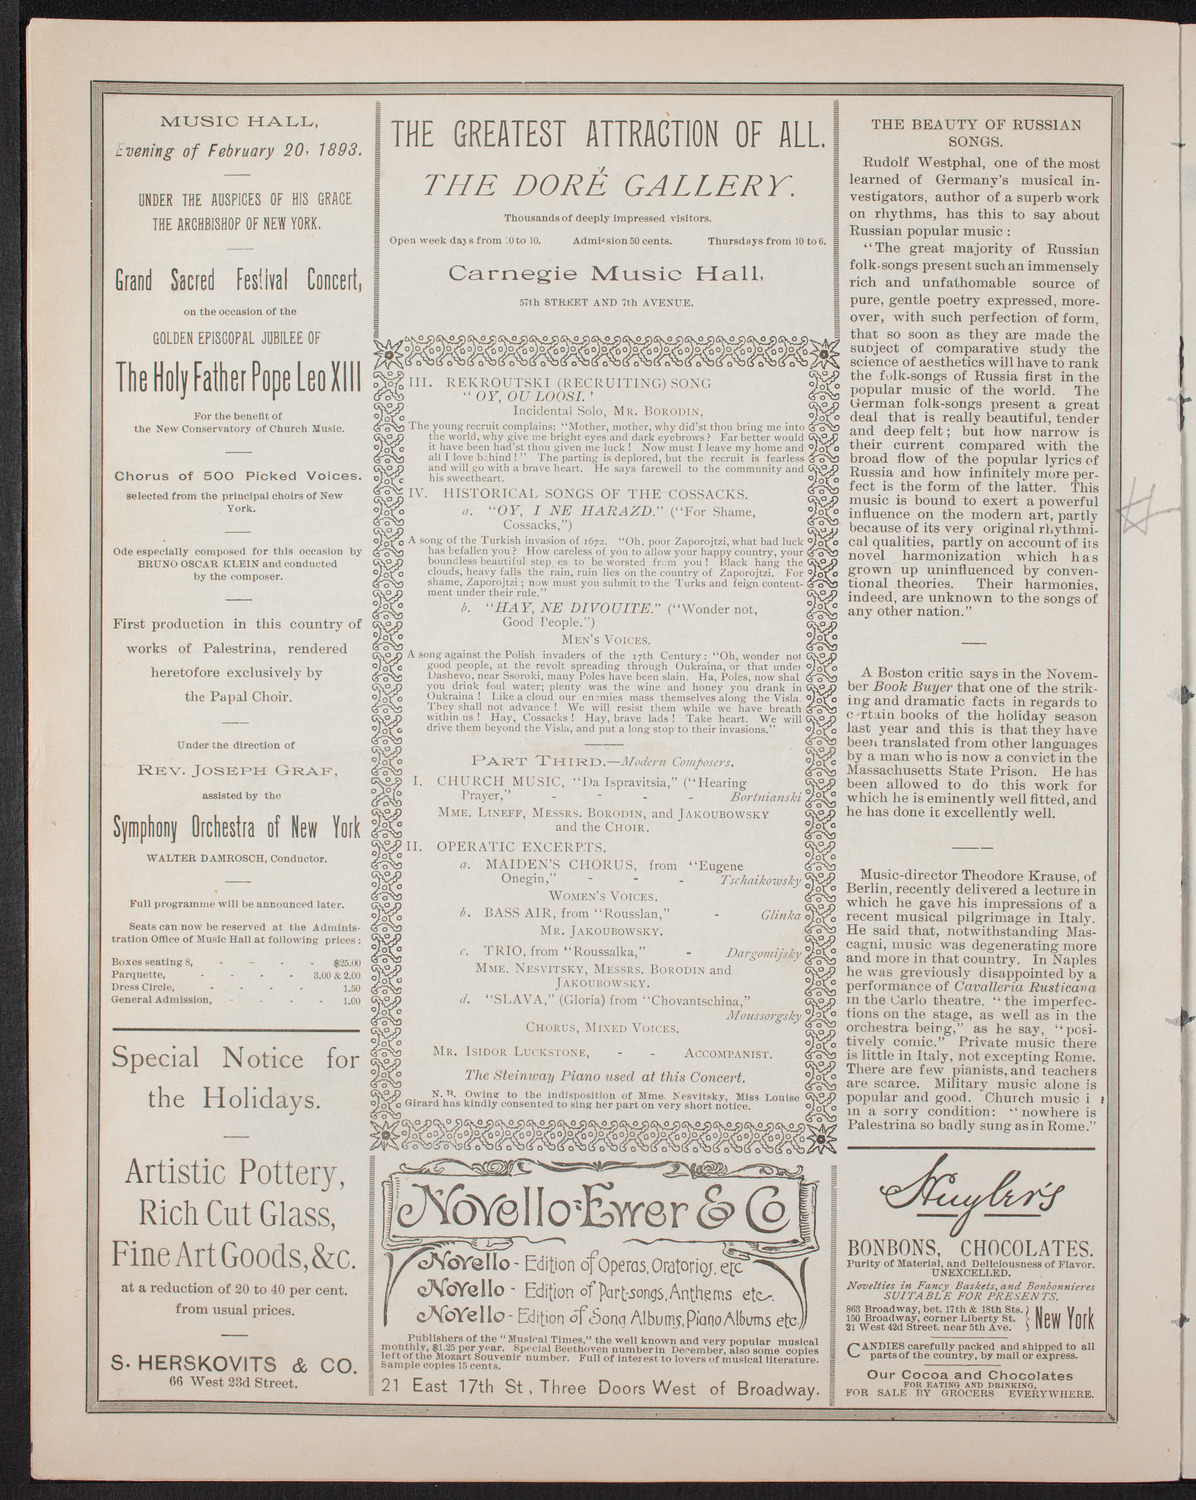 MUSIC HALL,
Evening of February 20, 1893.
UNDER THE AUSPICES OF HIS GRACE
THE ARCHBISHOP OF NEW YORK.
Grand Sacred Festival Concert,
on the occasion of the
GOLDEN EPISCOPAL JUBILEE OF
The Holy Father Pope Leo XIII
For the benefit of
the New Conservatory of Church Music.
Chorus of 500 Picked Voices.
selected from the principal choirs of New
York.
Ode especially composed for this occasion by
BRUNO OSCAR KLEIN and conducted
by the composer.
First production in this country of
works of Palestrina, rendered
heretofore exclusively by
the Papal Choir.
Under the direction of
REV. JOSEPH GRAF,
assisted by the
Symphony Orchestra of New York
WALTER DAMROSCH, Conductor.
Full programme will be announced later.
Seats can now be reserved at the Adminis-
tration Office of Music Hall at following prices:
Boxes seating 8, - - - - $25.00
Parquette, - - - - 3.00 & 2.00
Dress Circle, - - - - 1.50
General Admission, - - - - 1.00
Special Notice for
the Holidays.
Artistic Pottery,
Rich Cut Glass,
Fine Art Goods, &c.
at a reduction of 20 to 40 per cent.
from usual prices.
S. HERSKOVITS & CO.
66 West 23d Street.
THE GREATEST ATTRACTION OF ALL.
THE DORÉ GALLERY.
Thousands of deeply impressed visitors.
Open week days from 10 to 10. Admission 50 cents. Thursdays from 10 to 6.
Carnegie Music Hall,
57th STREET AND 7th AVENUE.
III. REKROUTSKI (RECRUITING) SONG
"OY, OU LOOSI.'
Incidental Solo, MR. BORODIN,
The young recruit complains: "Mother, mother, why did'st thou bring me into
the world, why give me bright eyes and dark eyebrows? Far better would
it have been had'st thou given me luck! Now must I leave my home and
all I love behind!" The parting is deplored, but the recruit is fearless
and will go with a brave heart. He says farewell to the community and
his sweetheart.
IV. HISTORICAL SONGS OF THE COSSACKS.
a. "OY, I NE HARAZD." ("For Shame,
Cossacks,")
A song of the Turkish invasion of 1672. "Oh, poor Zaporojtzi, what bad luck
has befallen you? How careless of you to allow your happy country, your
boundless beautiful steppes to be worsted from you! Black hang the
clouds, heavy falls the rain, ruin lies on the country of Zaporojtzi. For
shame, Zaporojtzi; now must you submit to the Turks and feign content-
ment under their rule."
b. "HAY, NE DIVOUITE." ("Wonder not,
Good People.")
MEN'S VOICES.
A song against the Polish invaders of the 17th Century: "Oh, wonder not
good people, at the revolt spreading through Oukraina, or that under
Dashevo, near Ssoroki, many Poles have been slain. Ha, Poles, now shal
you drink foul water; plenty was the wine and honey you drank in
Oukraina! Like a cloud our enemies mass themselves along the Visla.
They shall not advance! We will resist them while we have breath
within us! Hay, Cossacks! Hay, brave lads! Take heart. We will
drive them beyond the Visla, and put a long stop to their invasions."
PART THIRD.—Modern Composers.
I. CHURCH MUSIC, "Da Ispravitsia," ("Hearing
Prayer," - - - - Bortnianski
MME. LINEFF, MESSRS. BORODIN, and JAKOUBOWSKY
and the CHOIR.
II. OPERATIC EXCERPTS.
a. MAIDEN'S CHORUS, from "Eugene
Onegin," - - - Tschaikowsky
WOMEN'S VOICES.
b. BASS AIR, from "Rousslan," - Glinka
MR. JAKOUBOWSKY.
c. TRIO, from "Roussalka," - Dargomijsky
MME. NESVITSKY, MESSRS. BORODIN and
JAKOUBOWSKY.
d. "SLAVA," (Gloria) from "Chovantschina,"
Moussorgsky
CHORUS, MIXED VOICES.
MR. ISIDOR LUCKSTONE, - - ACCOMPANIST.
The Steinway Piano used at this Concert.
N. B. Owing to the indisposition of Mme. Nesvitsky, Miss Louise
Girard has kindly consented to sing her part on very short notice.
Novello-Ewer & Co
Novello - Edition of Operas, Oratorios, etc
Novello - Edition of Part-songs, Anthems etc.
Novello - Edition of Song Albums, Piano Albums etc.
Publishers of the "Musical Times," the well known and very popular musical
monthly, $1.25 per year. Special Beethoven number in December, also some copies
left of the Mozart Souvenir number. Full of interest to lovers of musical literature.
Sample copies 15 cents.
21 East 17th St, Three Doors West of Broadway.
THE BEAUTY OF RUSSIAN
SONGS.
Rudolf Westphal, one of the most
learned of Germany's musical in-
vestigators, author of a superb work
on rhythms, has this to say about
Russian popular music:
"The great majority of Russian
folk-songs present such an immensely
rich and unfathomable source of
pure, gentle poetry expressed, more-
over, with such perfection of form,
that so soon as they are made the
subject of comparative study the
science of aesthetics will have to rank
the folk-songs of Russia first in the
popular music of the world. The
German folk-songs present a great
deal that is really beautiful, tender
and deep felt; but how narrow is
their current compared with the
broad flow of the popular lyrics of
Russia and how infinitely more per-
fect is the form of the latter. This
music is bound to exert a powerful
influence on the modern art, partly
because of its very original rhythmi-
cal qualities, partly on account of its
novel harmonization which has
grown up uninfluenced by conven-
tional theories. Their harmonies,
indeed, are unknown to the songs of
any other nation."
A Boston critic says in the Novem-
ber Book Buyer that one of the strik-
ing and dramatic facts in regards to
certain books of the holiday season
last year and this is that they have
been translated from other languages
by a man who is now a convict in the
Massachusetts State Prison. He has
been allowed to do this work for
which he is eminently well fitted, and
he has done it excellently well.
Music-director Theodore Krause, of
Berlin, recently delivered a lecture in
which he gave his impressions of a
recent musical pilgrimage in Italy.
He said that, notwithstanding Mas-
cagni, music was degenerating more
and more in that country. In Naples
he was greviously disappointed by a
performance of Cavalleria Rusticana
in the Carlo theatre. "the imperfec-
tions on the stage, as well as in the
orchestra being," as he say, "posi-
tively comic." Private music there
is little in Italy, not excepting Rome.
There are few pianists, and teachers
are scarce. Military music alone is
popular and good. Church music i s
in a sorry condition: "nowhere is
Palestrina so badly sung as in Rome."
Huyler's
BONBONS, CHOCOLATES.
Purity of Material, and Deliciousness of Flavor.
UNEXCELLED.
Novelties in Fancy Baskets, and Bonbonnieres
SUITABLE FOR PRESENTS.
863 Broadway, bet. 17th & 18th Sts.
150 Broadway, corner Liberty St.
21 West 42d Street, near 5th Ave.
New York
CANDIES carefully packed and shipped to all
parts of the country, by mail or express.
Our Cocoa and Chocolates
FOR EATING AND DRINKING,
FOR SALE BY GROCERS EVERYWHERE.